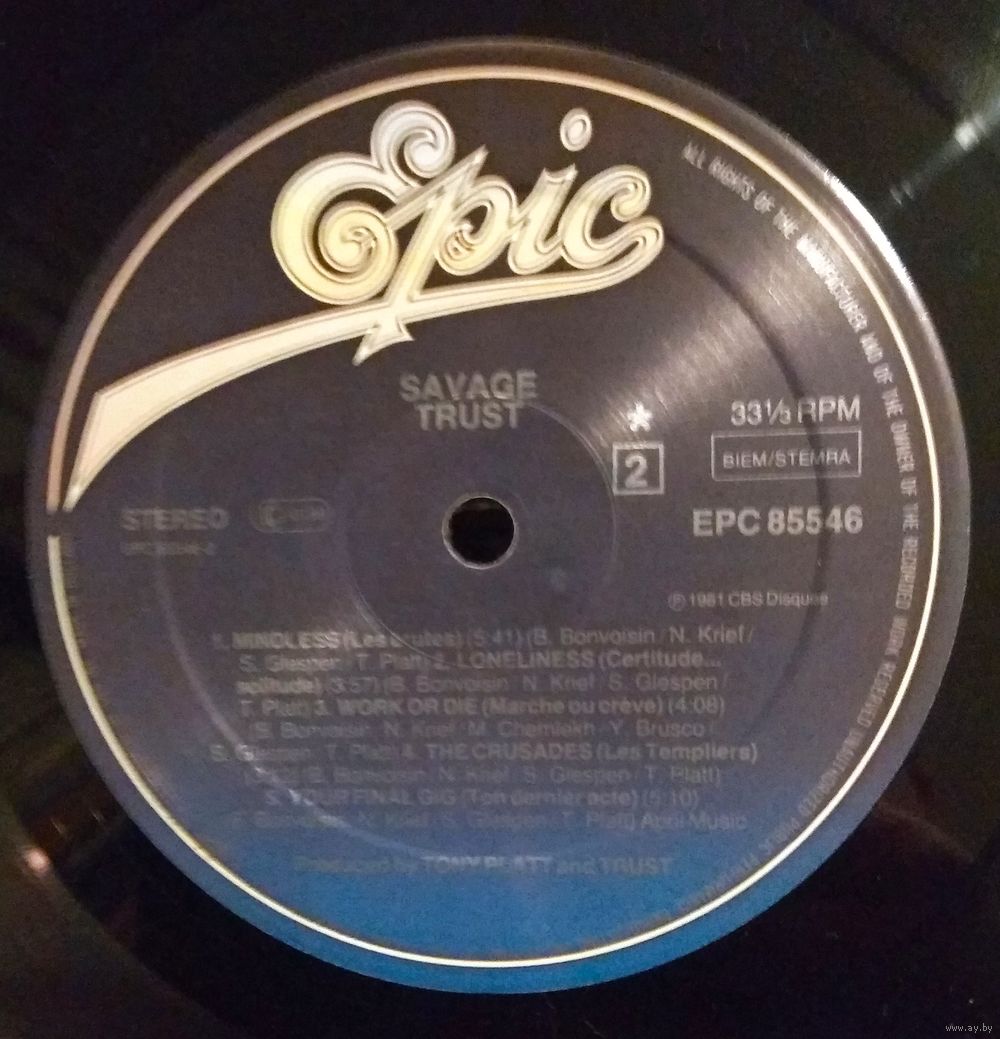 Epic
ALL RIGHTS OF THE MANUFACTURER AND OF THE OWNER OF THE RECORDED WORK RESERVED
SAVAGE
TRUST
*
33⅓ RPM
2
BIEM/STEMRA
STEREO
EPC 85546
℗ 1981 CBS Disques
1. MINDLESS (Les brutes) (5:41) (B. Bonvoisin / N. Krief /
S. Glespen / T. Platt) 2. LONELINESS (Certitude...
solitude) (3:57) (B. Bonvoisin / N. Krief / S. Glespen /
T. Platt) 3. WORK OR DIE (Marche ou crève) (4:08)
Bonvoisin / N. Krief / M. Chemiekh / Y. Brusco /
S. Glespen / T. Platt) 4. THE CRUSADES (Les Templiers)
(B. Bonvoisin / N. Krief / S. Glespen / T. Platt)
5. YOUR FINAL GIG (Ton dernier acte) (5:10)
Bonvoisin / N. Krief / S. Glespen / T. Platt) April Music
Produced by TONY PLATT and TRUST
www.ay.by